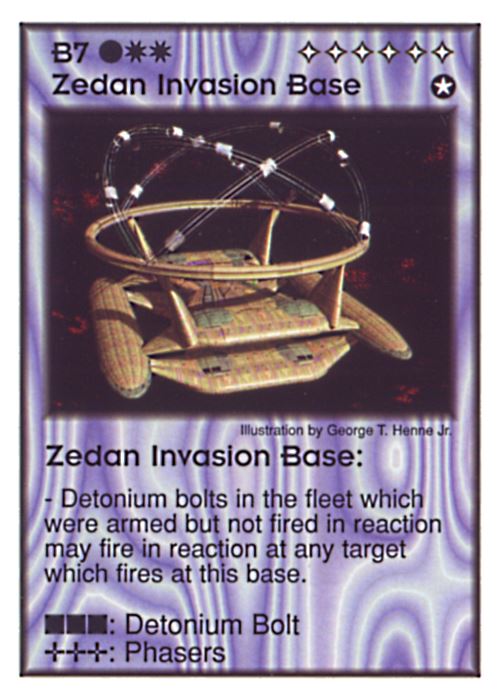 B7
Zedan Invasion Base
Illustration by George T. Henne Jr.
Zedan Invasion Base:
- Detonium bolts in the fleet which
were armed but not fired in reaction
may fire in reaction at any target
which fires at this base.
: Detonium Bolt
: Phasers